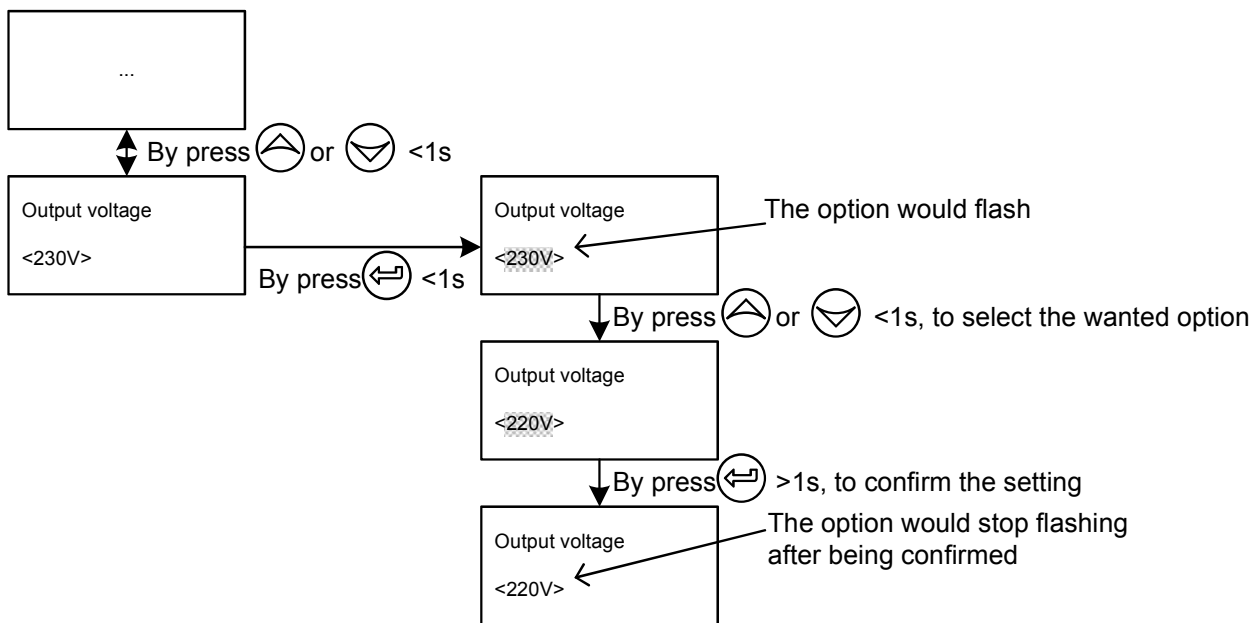 ...
By press or <1s
Output voltage
<230V>
By press <1s
Output voltage
<230V>
The option would flash
By press or <1s, to select the wanted option
Output voltage
<220V>
By press >1s, to confirm the setting
Output voltage
<220V>
The option would stop flashing
after being confirmed